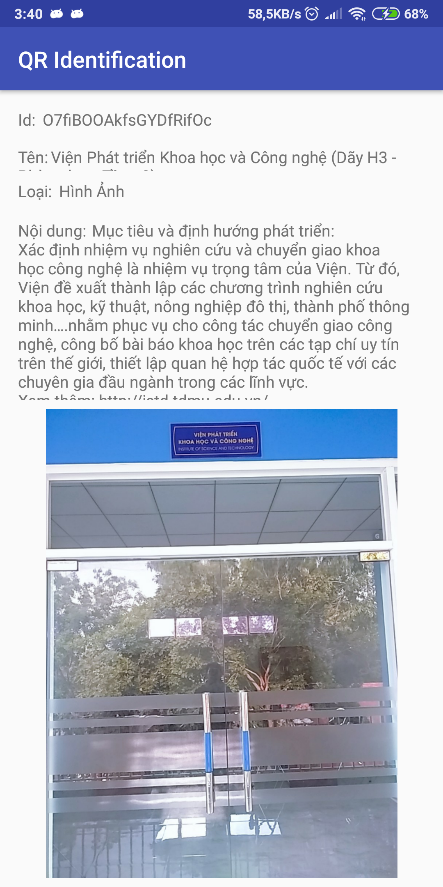 3:40 58,5KB/s 68%
QR Identification
Id: O7fiBOOAkfsGYDfRifOc
Tên: Viện Phát triển Khoa học và Công nghệ (Dãy H3 -
Loại: Hình Ảnh
Nội dung: Mục tiêu và định hướng phát triển:
Xác định nhiệm vụ nghiên cứu và chuyển giao khoa
học công nghệ là nhiệm vụ trọng tâm của Viện. Từ đó,
Viện đề xuất thành lập các chương trình nghiên cứu
khoa học, kỹ thuật, nông nghiệp đô thị, thành phố thông
minh....nhằm phục vụ cho công tác chuyển giao công
nghệ, công bố bài báo khoa học trên các tạp chí uy tín
trên thế giới, thiết lập quan hệ hợp tác quốc tế với các
chuyên gia đầu ngành trong các lĩnh vực.
Xem thêm: http://istd.tdmu.edu.vn/
VIỆN PHÁT TRIỂN
KHOA HỌC VÀ CÔNG NGHỆ
INSTITUTE OF SCIENCE AND TECHNOLOGY